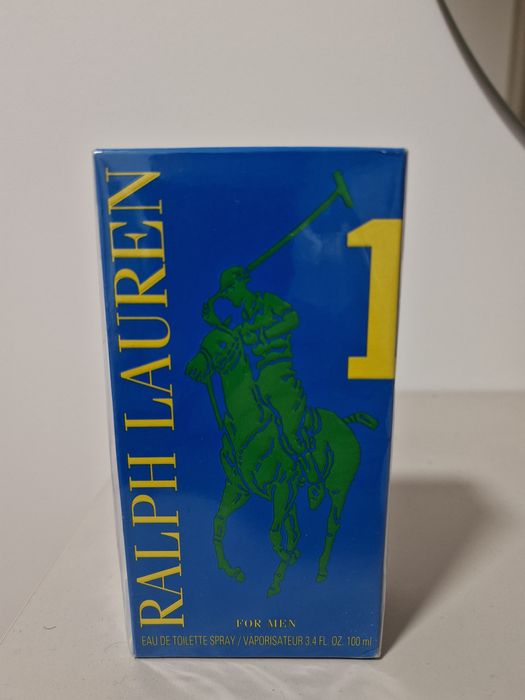 RALPH LAUREN
1
FOR MEN
EAU DE TOILETTE SPRAY / VAPORISATEUR 3.4 FL. OZ. 100 ml